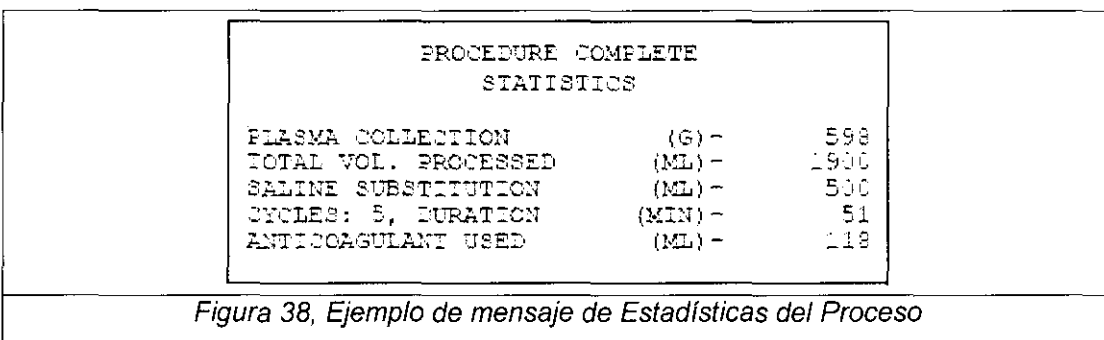 PROCEDURE COMPLETE
STATISTICS
PLASMA COLLECTION (G) - 598
TOTAL VOL. PROCESSED (ML) - 1900
SALINE SUBSTITUTION (ML) - 500
CYCLES: 5, DURATION (MIN) - 51
ANTICOAGULANT USED (ML) - 118
Figura 38, Ejemplo de mensaje de Estadísticas del Proceso